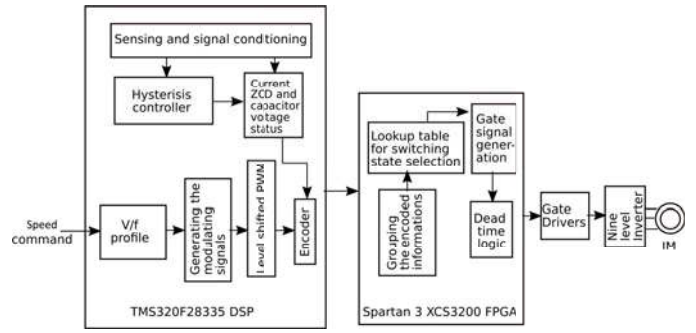 Sensing and signal conditioning
Hysterisis
controller
Current
ZCD and
capacitor
voltage
status
Speed
command
V/f
profile
Generating the
modulating
signals
Level shifted PWM
Encoder
TMS320F28335 DSP
Lookup table
for switching
state selection
Gate
signal
gener-
ation
Grouping
the encoded
informations
Dead
time
logic
Spartan 3 XCS3200 FPGA
Gate
Drivers
Nine
level
Inverter
IM